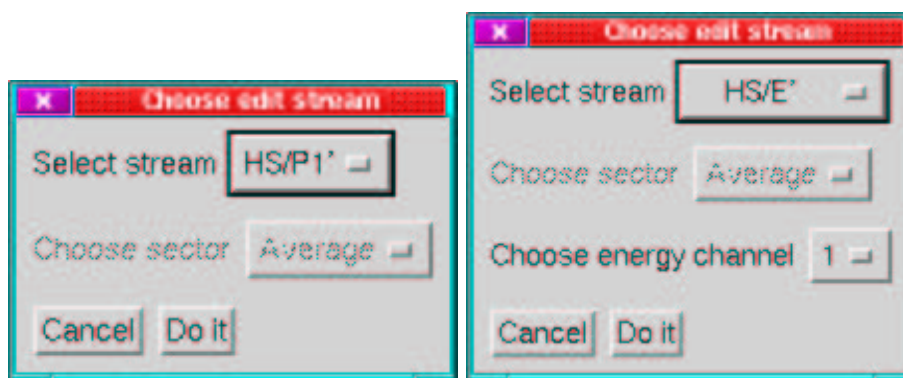 Choose edit stream
Select stream HS/P1'
Choose sector Average
Cancel Do it
Choose edit stream
Select stream HS/E'
Choose sector Average
Choose energy channel 1
Cancel Do it